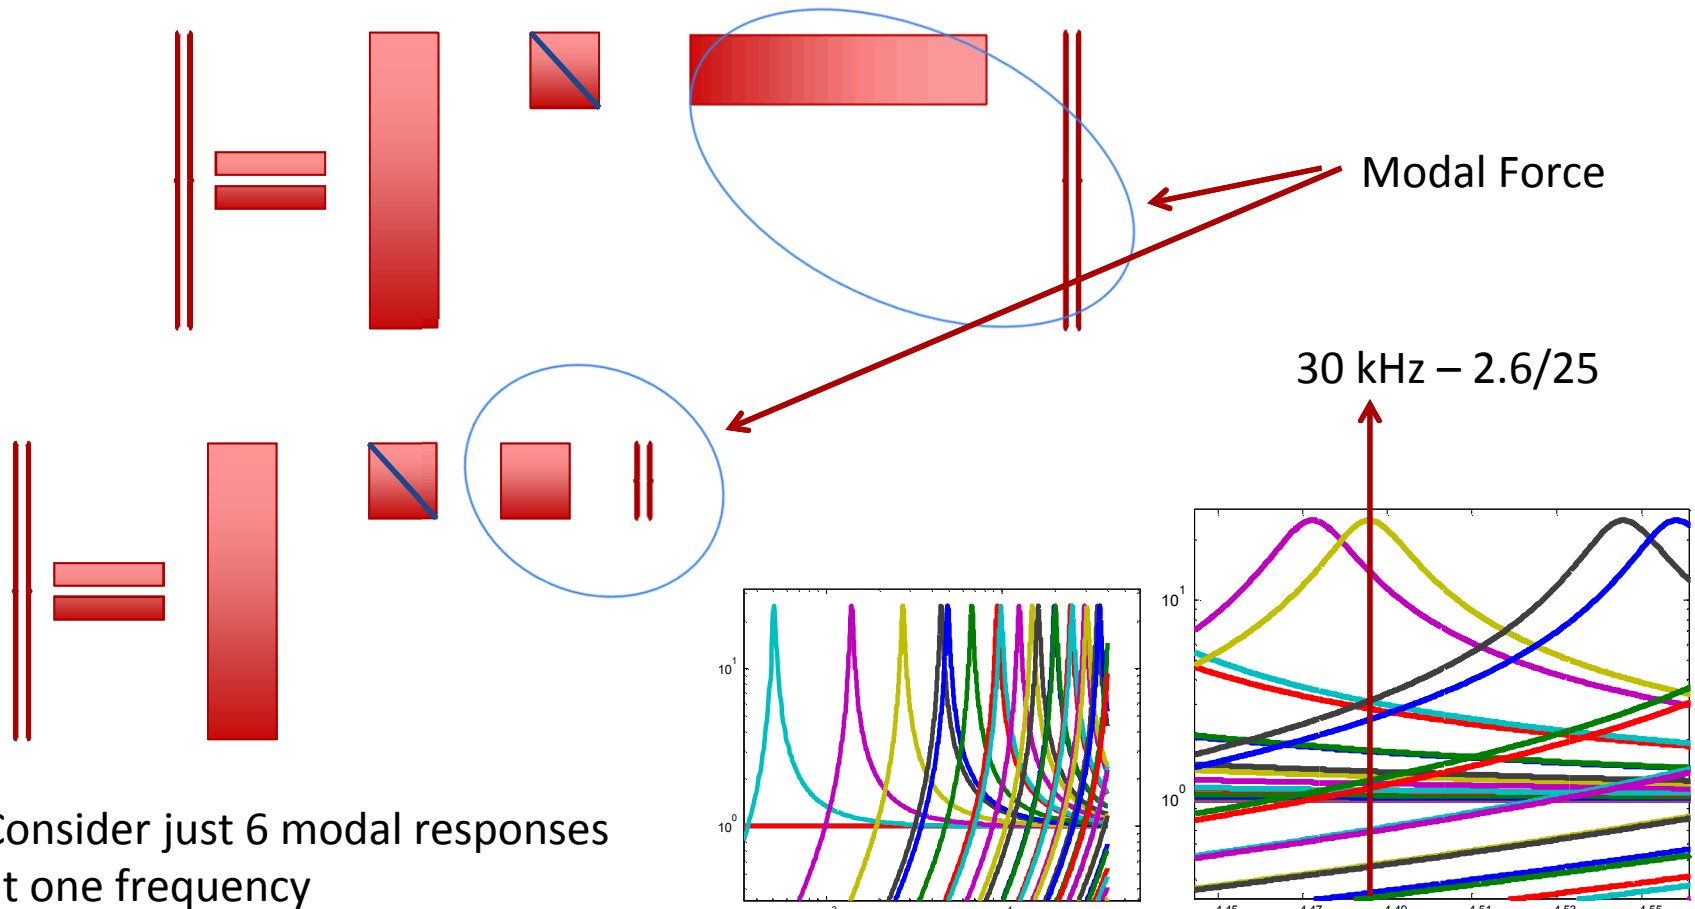 Modal Force
30 kHz – 2.6/25
10¹
10⁰
10¹
10⁰
Consider just 6 modal responses
t one frequency